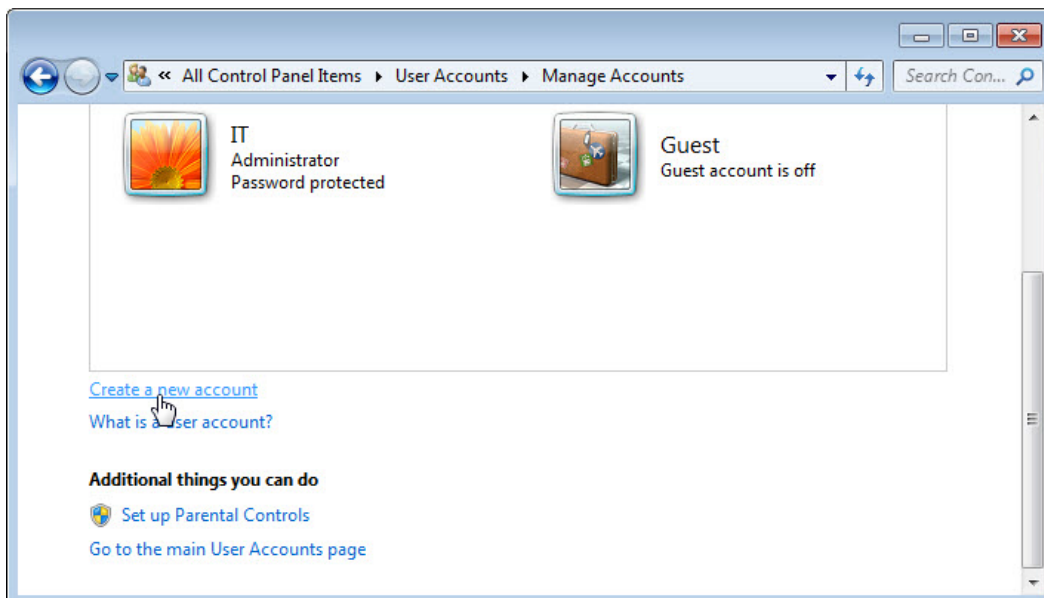 « All Control Panel Items ▸ User Accounts ▸ Manage Accounts
Search Con...
IT
Administrator
Password protected
Guest
Guest account is off
Create a new account
What is a user account?
Additional things you can do
Set up Parental Controls
Go to the main User Accounts page